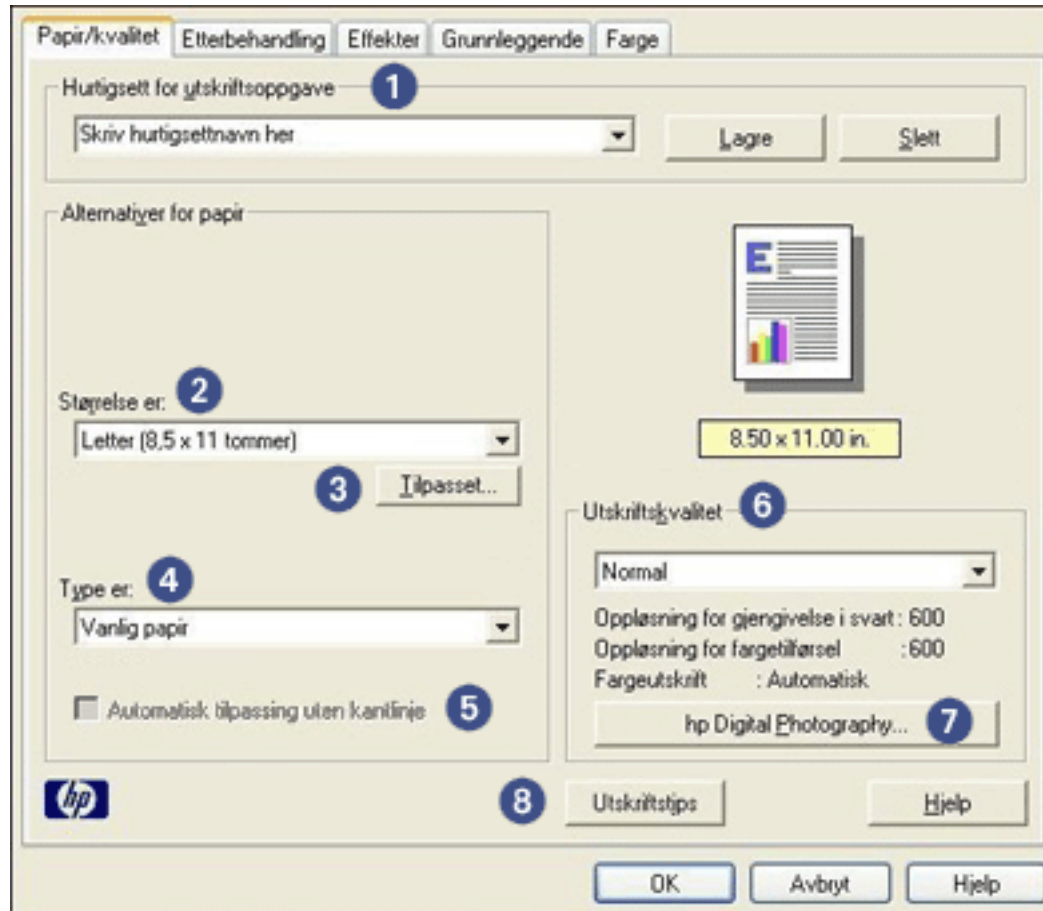 Papir/kvalitet Etterbehandling Effekter Grunnleggende Farge
Hurtigsett for utskriftsoppgave 1
Skriv hurtigsettnavn her Lagre Slett
Alternativer for papir
E
Størrelse er: 2
Letter (8,5 x 11 tommer)
8.50 x 11.00 in.
3 Tilpasset...
Utskriftskvalitet 6
Normal
Type er: 4
Vanlig papir
Oppløsning for gjengivelse i svart : 600
Oppløsning for fargetilførsel : 600
Fargeutskrift : Automatisk
Automatisk tilpassing uten kantlinje 5
hp Digital Photography... 7
hp
8 Utskriftstips Hjelp
OK Avbryt Hjelp